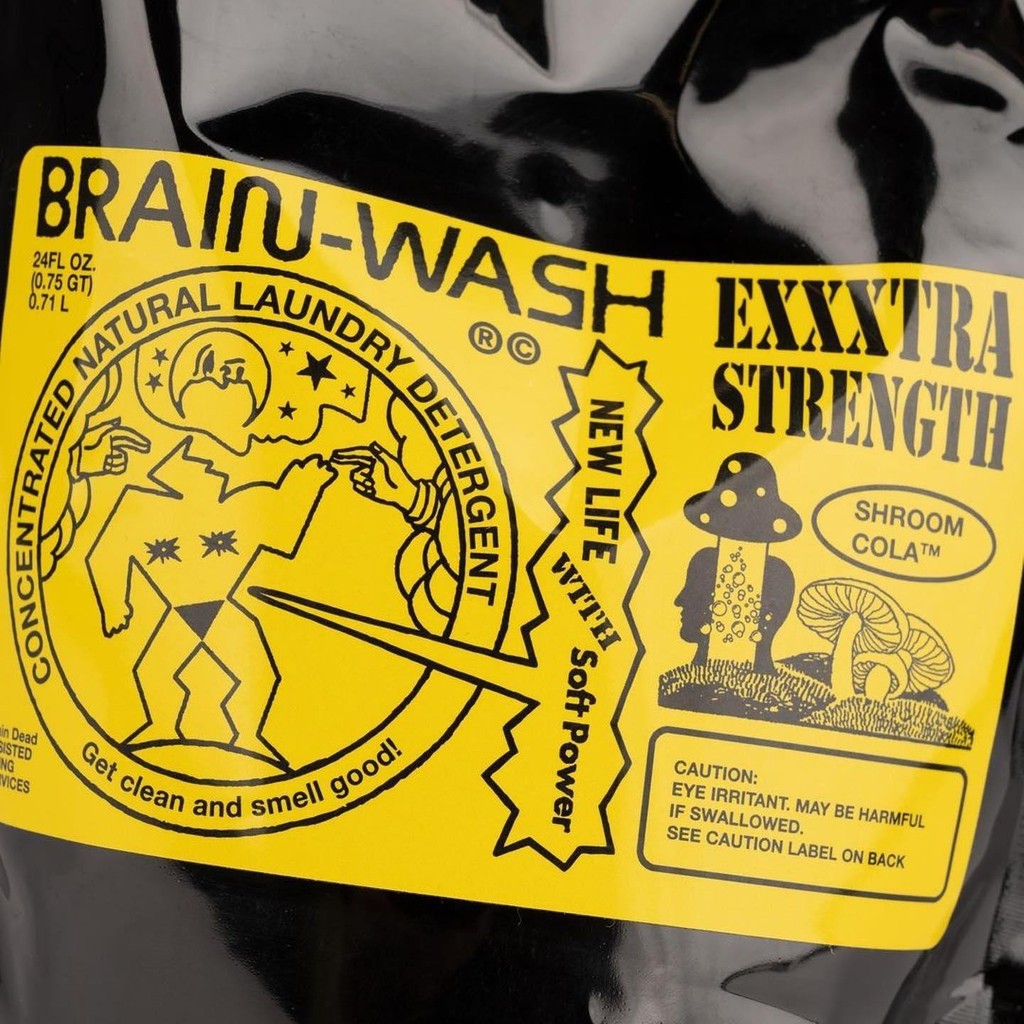 BRAIN-WASH
24FL OZ.
(0.75 GT)
0.71 L
®©
CONCENTRATED NATURAL LAUNDRY DETERGENT
Get clean and smell good!
NEW LIFE
WITH
Soft Power
EXXXTRA
STRENGTH
SHROOM
COLA™
CAUTION:
EYE IRRITANT. MAY BE HARMFUL
IF SWALLOWED.
SEE CAUTION LABEL ON BACK
Dead